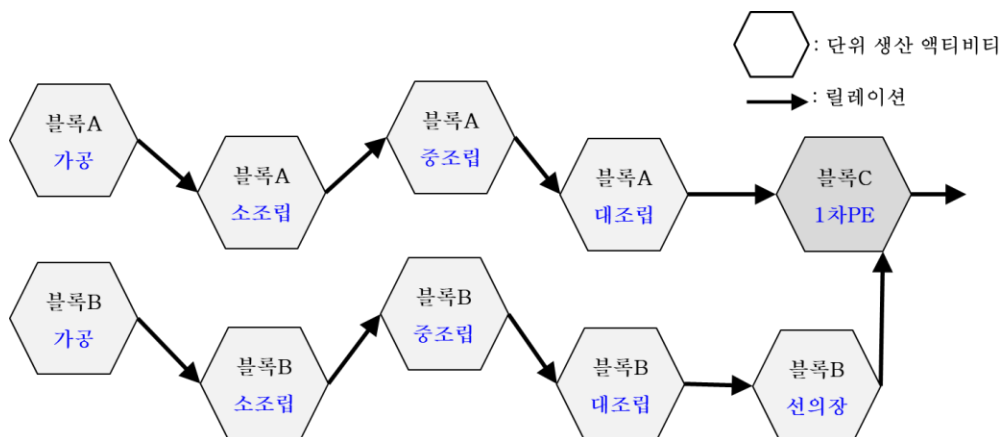 : 단위 생산 액티비티
: 릴레이션
블록A
가공
블록A
소조립
블록A
중조립
블록A
대조립
블록C
1차PE
블록B
가공
블록B
소조립
블록B
중조립
블록B
대조립
블록B
선의장